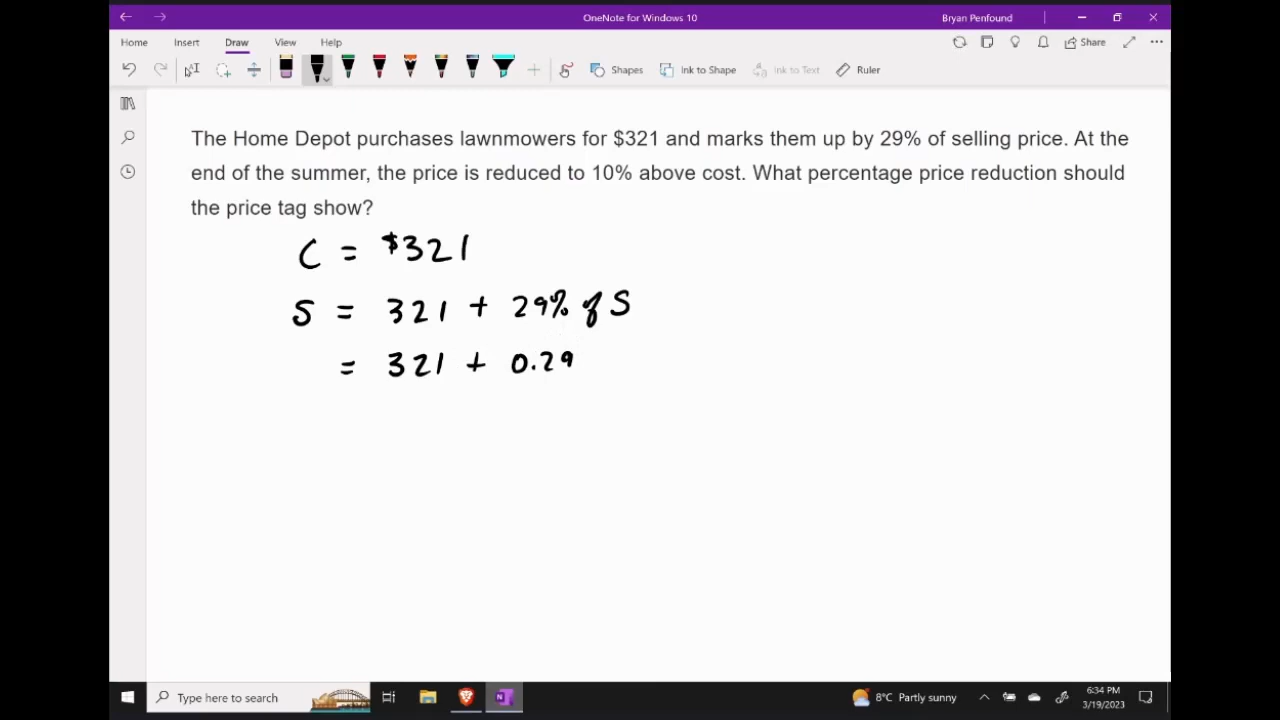 OneNote for Windows 10
Bryan Penfound
Home Insert Draw View Help
Share
Shapes Ink to Shape Ink to Text Ruler
The Home Depot purchases lawnmowers for $321 and marks them up by 29% of selling price. At the
end of the summer, the price is reduced to 10% above cost. What percentage price reduction should
the price tag show?
C = $321
S = 321 + 29% of S
= 321 + 0.29
Type here to search
8°C Partly sunny
6:34 PM
3/19/2023